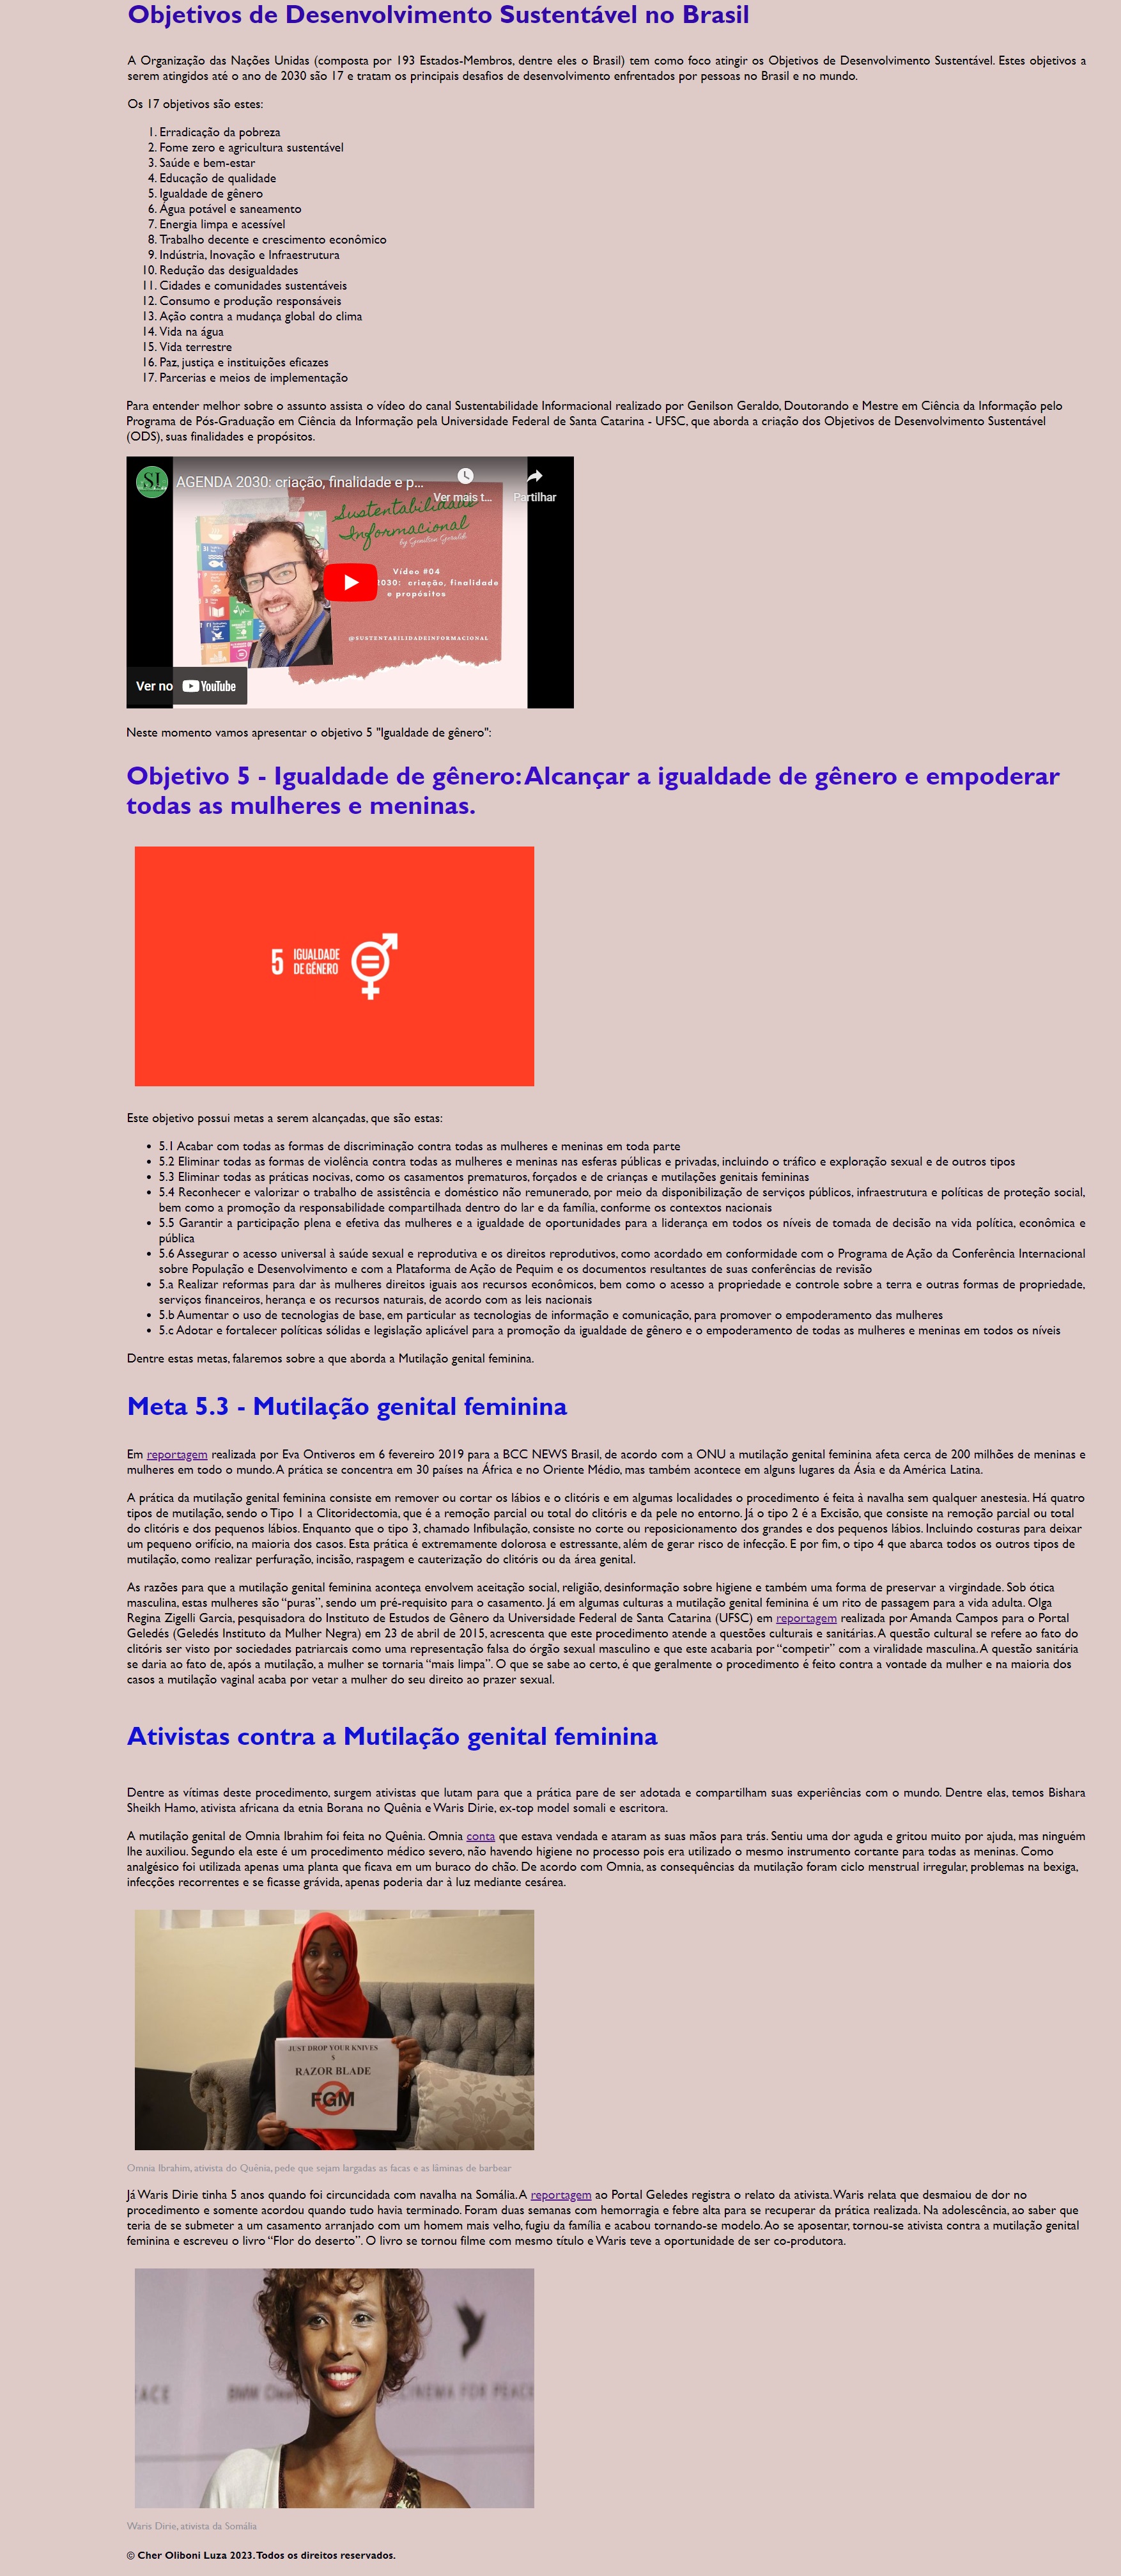 Objetivos de Desenvolvimento Sustentável no Brasil
A Organização das Nações Unidas (composta por 193 Estados-Membros, dentre eles o Brasil) tem como foco atingir os Objetivos de Desenvolvimento Sustentável. Estes objetivos a
serem atingidos até o ano de 2030 são 17 e tratam os principais desafios de desenvolvimento enfrentados por pessoas no Brasil e no mundo.
Os 17 objetivos são estes:
1. Erradicação da pobreza
2. Fome zero e agricultura sustentável
3. Saúde e bem-estar
4. Educação de qualidade
5. Igualdade de gênero
6. Água potável e saneamento
7. Energia limpa e acessível
8. Trabalho decente e crescimento econômico
9. Indústria, Inovação e Infraestrutura
10. Redução das desigualdades
11. Cidades e comunidades sustentáveis
12. Consumo e produção responsáveis
13. Ação contra a mudança global do clima
14. Vida na água
15. Vida terrestre
16. Paz, justiça e instituições eficazes
17. Parcerias e meios de implementação
Para entender melhor sobre o assunto assista o vídeo do canal Sustentabilidade Informacional realizado por Genilson Geraldo, Doutorando e Mestre em Ciência da Informação pelo
Programa de Pós-Graduação em Ciência da Informação pela Universidade Federal de Santa Catarina - UFSC, que aborda a criação dos Objetivos de Desenvolvimento Sustentável
(ODS), suas finalidades e propósitos.
SI
AGENDA 2030: criação, finalidade e p...
Ver mais t...
Partilhar
Sustentabilidade
Informacional
by Genilson Geraldo
Vídeo #04
2030: criação, finalidade
e propósitos
@SUSTENTABILIDADEINFORMACIONAL
Ver no YouTube
Neste momento vamos apresentar o objetivo 5 "Igualdade de gênero":
Objetivo 5 - Igualdade de gênero: Alcançar a igualdade de gênero e empoderar
todas as mulheres e meninas.
5 IGUALDADE
DE GÊNERO
Este objetivo possui metas a serem alcançadas, que são estas:
• 5.1 Acabar com todas as formas de discriminação contra todas as mulheres e meninas em toda parte
• 5.2 Eliminar todas as formas de violência contra todas as mulheres e meninas nas esferas públicas e privadas, incluindo o tráfico e exploração sexual e de outros tipos
• 5.3 Eliminar todas as práticas nocivas, como os casamentos prematuros, forçados e de crianças e mutilações genitais femininas
• 5.4 Reconhecer e valorizar o trabalho de assistência e doméstico não remunerado, por meio da disponibilização de serviços públicos, infraestrutura e políticas de proteção social,
bem como a promoção da responsabilidade compartilhada dentro do lar e da família, conforme os contextos nacionais
• 5.5 Garantir a participação plena e efetiva das mulheres e a igualdade de oportunidades para a liderança em todos os níveis de tomada de decisão na vida política, econômica e
pública
• 5.6 Assegurar o acesso universal à saúde sexual e reprodutiva e os direitos reprodutivos, como acordado em conformidade com o Programa de Ação da Conferência Internacional
sobre População e Desenvolvimento e com a Plataforma de Ação de Pequim e os documentos resultantes de suas conferências de revisão
• 5.a Realizar reformas para dar às mulheres direitos iguais aos recursos econômicos, bem como o acesso a propriedade e controle sobre a terra e outras formas de propriedade,
serviços financeiros, herança e os recursos naturais, de acordo com as leis nacionais
• 5.b Aumentar o uso de tecnologias de base, em particular as tecnologias de informação e comunicação, para promover o empoderamento das mulheres
• 5.c Adotar e fortalecer políticas sólidas e legislação aplicável para a promoção da igualdade de gênero e o empoderamento de todas as mulheres e meninas em todos os níveis
Dentre estas metas, falaremos sobre a que aborda a Mutilação genital feminina.
Meta 5.3 - Mutilação genital feminina
Em reportagem realizada por Eva Ontiveros em 6 fevereiro 2019 para a BCC NEWS Brasil, de acordo com a ONU a mutilação genital feminina afeta cerca de 200 milhões de meninas e
mulheres em todo o mundo. A prática se concentra em 30 países na África e no Oriente Médio, mas também acontece em alguns lugares da Ásia e da América Latina.
A prática da mutilação genital feminina consiste em remover ou cortar os lábios e o clitóris e em algumas localidades o procedimento é feita à navalha sem qualquer anestesia. Há quatro
tipos de mutilação, sendo o Tipo 1 a Clitoridectomia, que é a remoção parcial ou total do clitóris e da pele no entorno. Já o tipo 2 é a Excisão, que consiste na remoção parcial ou total
do clitóris e dos pequenos lábios. Enquanto que o tipo 3, chamado Infibulação, consiste no corte ou reposicionamento dos grandes e dos pequenos lábios. Incluindo costuras para deixar
um pequeno orifício, na maioria dos casos. Esta prática é extremamente dolorosa e estressante, além de gerar risco de infecção. E por fim, o tipo 4 que abarca todos os outros tipos de
mutilação, como realizar perfuração, incisão, raspagem e cauterização do clitóris ou da área genital.
As razões para que a mutilação genital feminina aconteça envolvem aceitação social, religião, desinformação sobre higiene e também uma forma de preservar a virgindade. Sob ótica
masculina, estas mulheres são “puras”, sendo um pré-requisito para o casamento. Já em algumas culturas a mutilação genital feminina é um rito de passagem para a vida adulta. Olga
Regina Zigelli Garcia, pesquisadora do Instituto de Estudos de Gênero da Universidade Federal de Santa Catarina (UFSC) em reportagem realizada por Amanda Campos para o Portal
Geledés (Geledés Instituto da Mulher Negra) em 23 de abril de 2015, acrescenta que este procedimento atende a questões culturais e sanitárias. A questão cultural se refere ao fato do
clitóris ser visto por sociedades patriarcais como uma representação falsa do órgão sexual masculino e que este acabaria por “competir” com a viralidade masculina. A questão sanitária
se daria ao fato de, após a mutilação, a mulher se tornaria “mais limpa”. O que se sabe ao certo, é que geralmente o procedimento é feito contra a vontade da mulher e na maioria dos
casos a mutilação vaginal acaba por vetar a mulher do seu direito ao prazer sexual.
Ativistas contra a Mutilação genital feminina
Dentre as vítimas deste procedimento, surgem ativistas que lutam para que a prática pare de ser adotada e compartilham suas experiências com o mundo. Dentre elas, temos Bishara
Sheikh Hamo, ativista africana da etnia Borana no Quênia e Waris Dirie, ex-top model somali e escritora.
A mutilação genital de Omnia Ibrahim foi feita no Quênia. Omnia conta que estava vendada e ataram as suas mãos para trás. Sentiu uma dor aguda e gritou muito por ajuda, mas ninguém
lhe auxiliou. Segundo ela este é um procedimento médico severo, não havendo higiene no processo pois era utilizado o mesmo instrumento cortante para todas as meninas. Como
analgésico foi utilizada apenas uma planta que ficava em um buraco do chão. De acordo com Omnia, as consequências da mutilação foram ciclo menstrual irregular, problemas na bexiga,
infecções recorrentes e se ficasse grávida, apenas poderia dar à luz mediante cesárea.
JUST DROP YOUR KNIVES
$
RAZOR BLADE
FGM
Omnia Ibrahim, ativista do Quênia, pede que sejam largadas as facas e as lâminas de barbear
Já Waris Dirie tinha 5 anos quando foi circuncidada com navalha na Somália. A reportagem ao Portal Geledes registra o relato da ativista. Waris relata que desmaiou de dor no
procedimento e somente acordou quando tudo havia terminado. Foram duas semanas com hemorragia e febre alta para se recuperar da prática realizada. Na adolescência, ao saber que
teria de se submeter a um casamento arranjado com um homem mais velho, fugiu da família e acabou tornando-se modelo. Ao se aposentar, tornou-se ativista contra a mutilação genital
feminina e escreveu o livro “Flor do deserto”. O livro se tornou filme com mesmo título e Waris teve a oportunidade de ser co-produtora.
EACE
BMW
CINEMA FOR PEACE
Waris Dirie, ativista da Somália
© Cher Oliboni Luza 2023. Todos os direitos reservados.